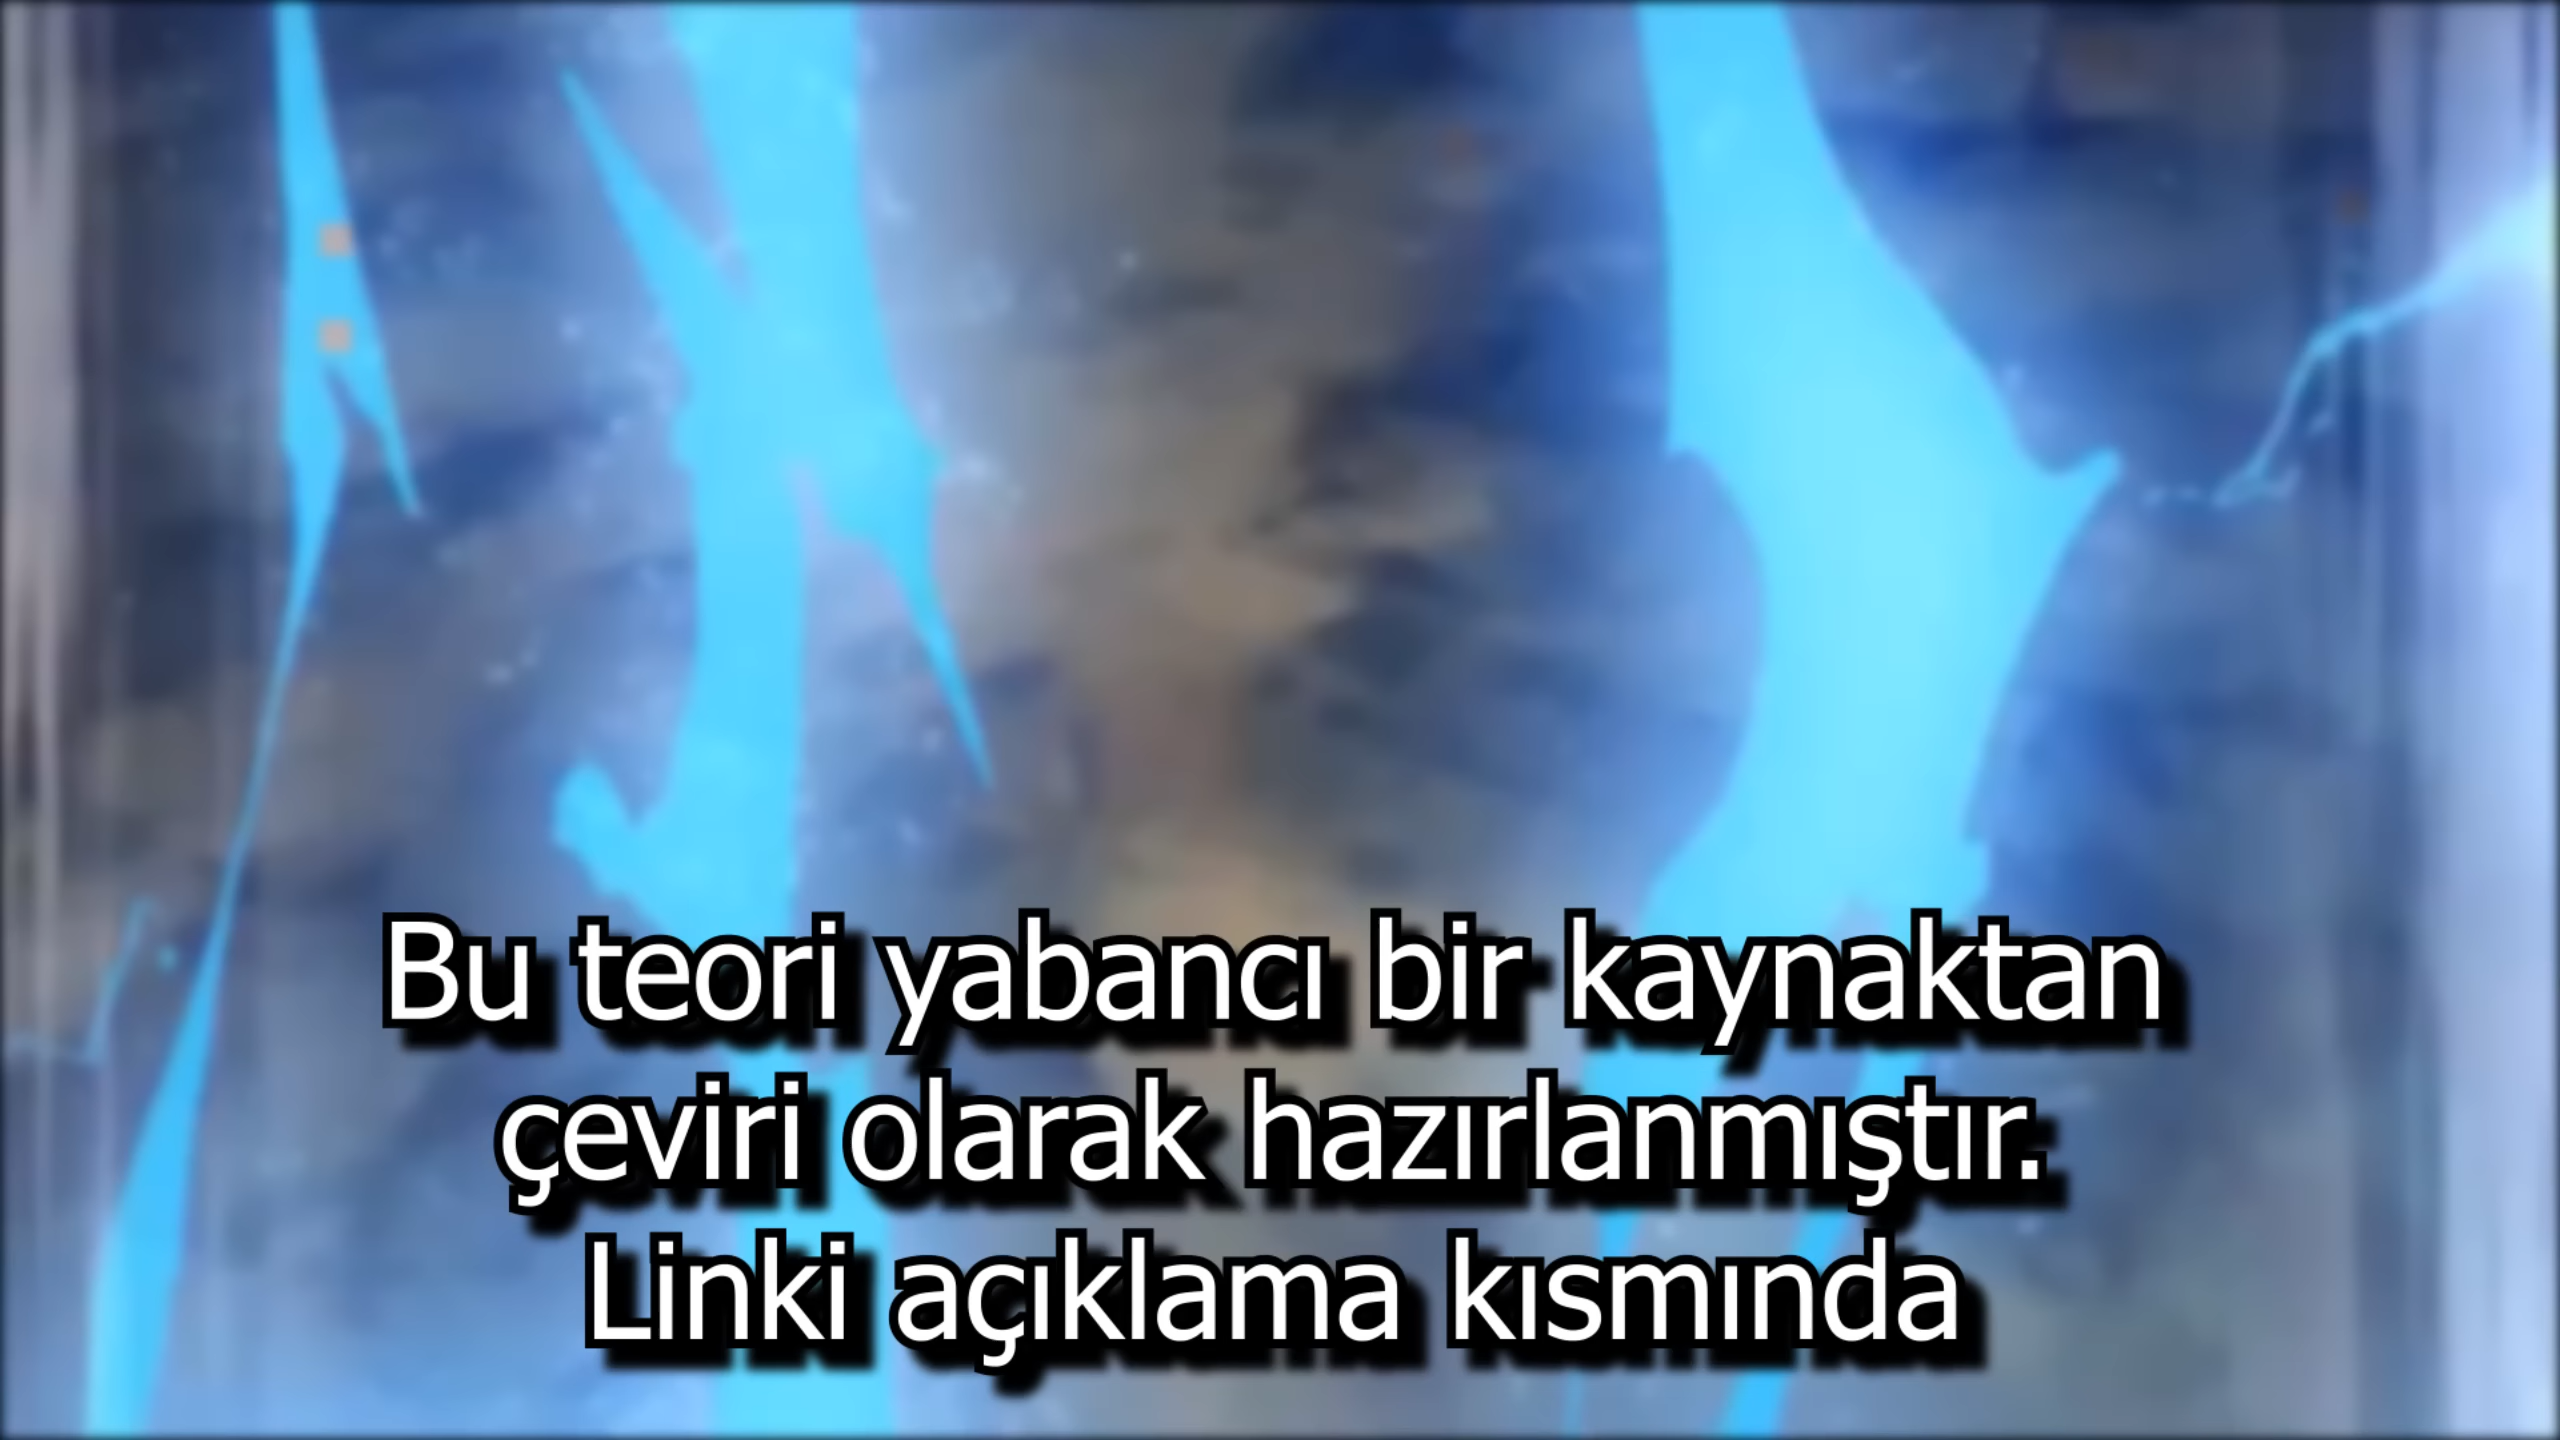 Bu teori yabancı bir kaynaktan
çeviri olarak hazırlanmıştır.
Linki açıklama kısmında